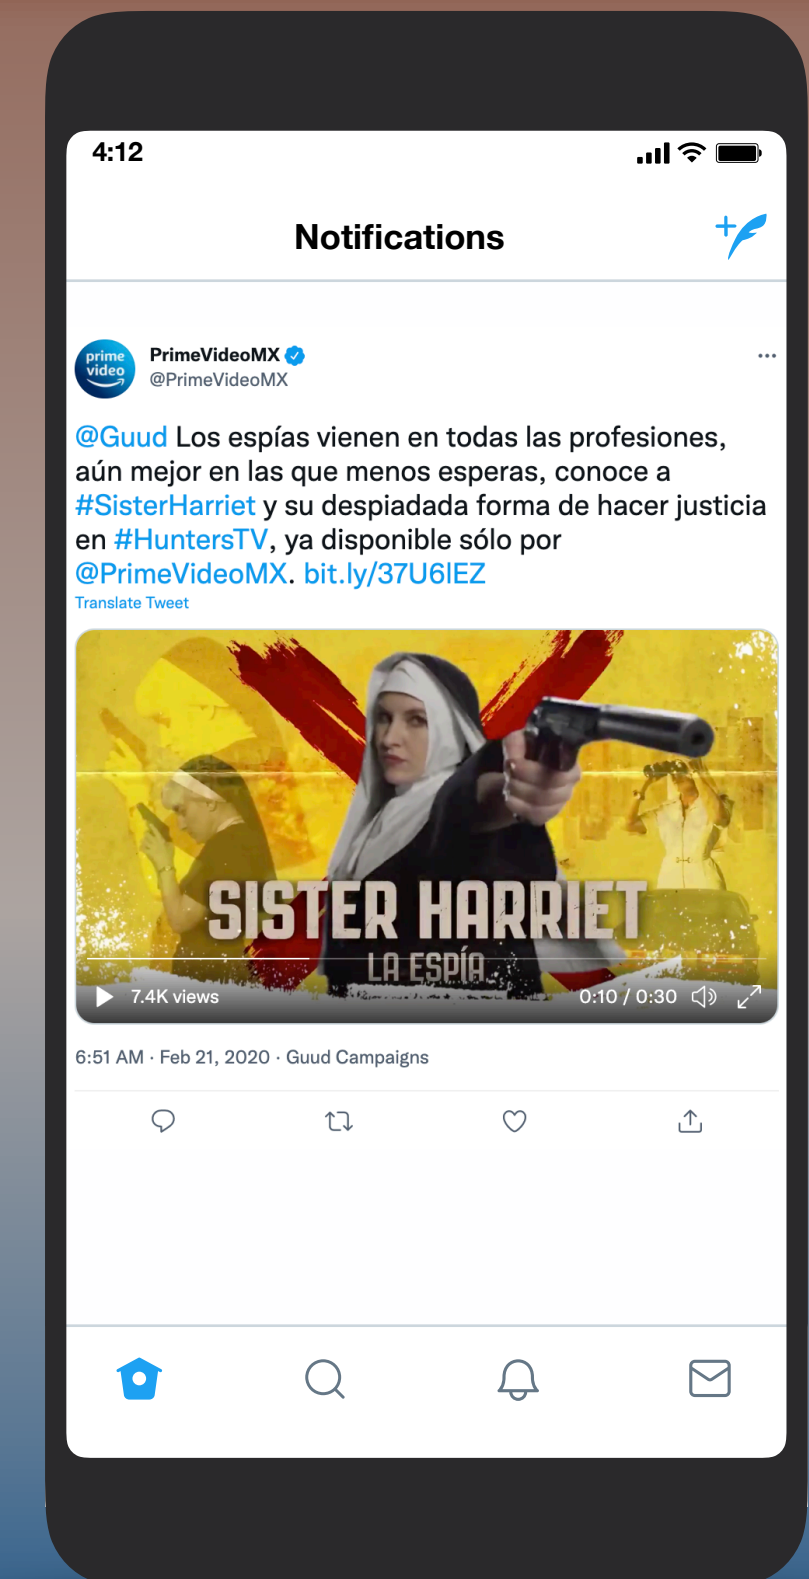 4:12
Notifications
prime
video
PrimeVideoMX
@PrimeVideoMX
@Guud Los espías vienen en todas las profesiones,
aún mejor en las que menos esperas, conoce a
#SisterHarriet y su despiadada forma de hacer justicia
en #HuntersTV, ya disponible sólo por
@PrimeVideoMX. bit.ly/37U6lEZ
Translate Tweet
SISTER HARRIET
LA ESPÍA
7.4K views
0:10 / 0:30
6:51 AM · Feb 21, 2020 · Guud Campaigns